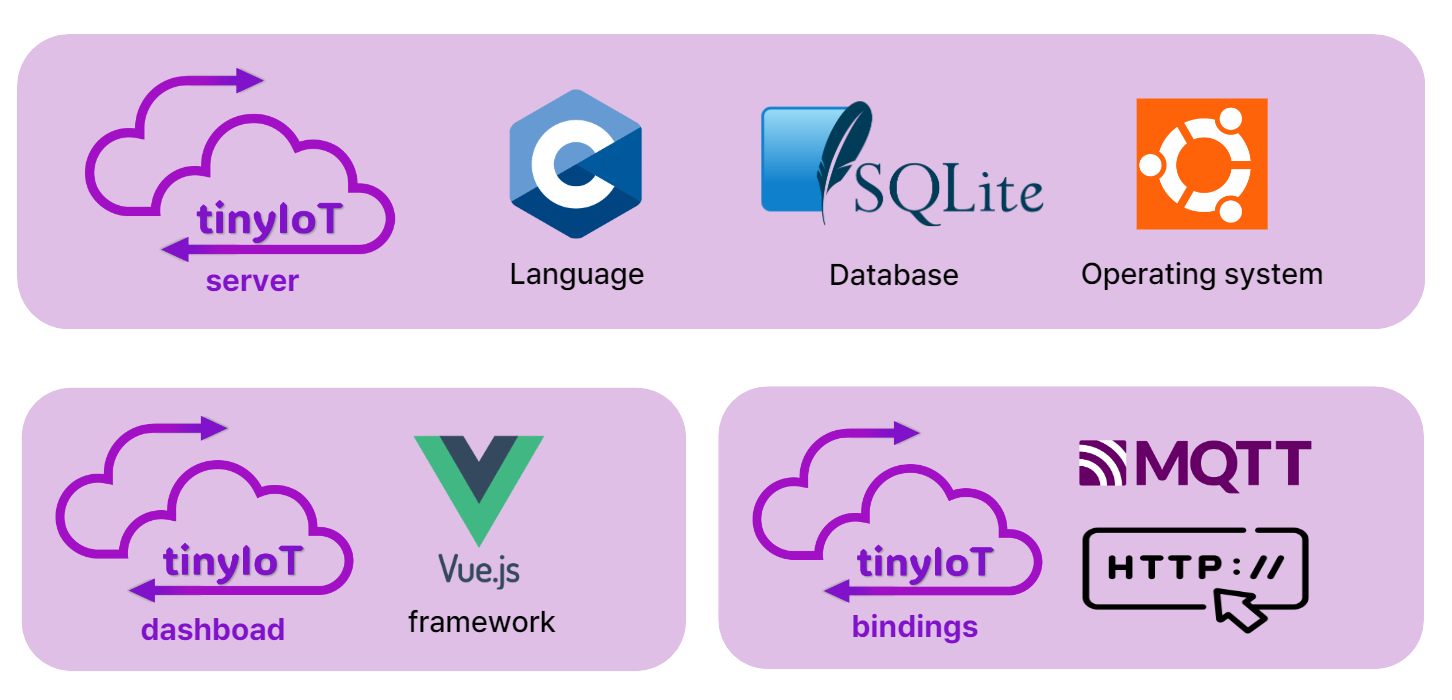 tinyIoT
server
C
Language
SQLite
Database
Operating system
tinyIoT
dashboad
Vue.js
framework
tinyIoT
bindings
MQTT
HTTP://